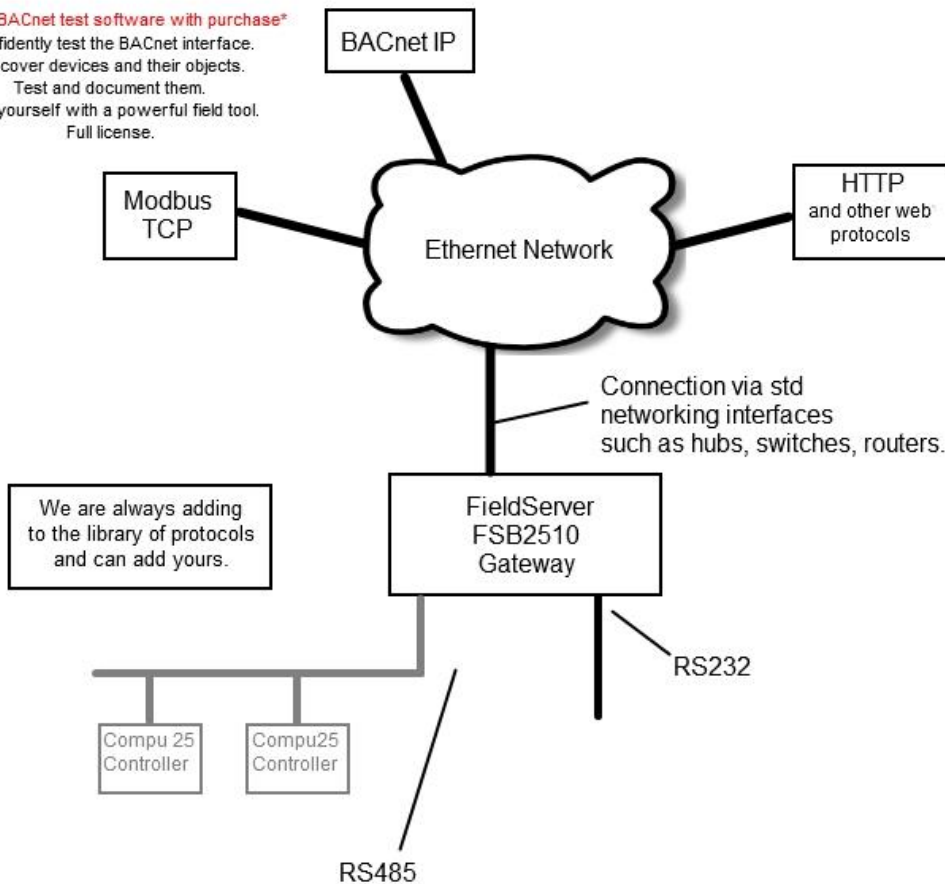 BACnet test software with purchase*
fidently test the BACnet interface.
cover devices and their objects.
Test and document them.
yourself with a powerful field tool.
Full license.
BACnet IP
Modbus
TCP
Ethernet Network
HTTP
and other web
protocols
Connection via std
networking interfaces
such as hubs, switches, routers.
We are always adding
to the library of protocols
and can add yours.
FieldServer
FSB2510
Gateway
RS232
Compu 25
Controller
Compu25
Controller
RS485